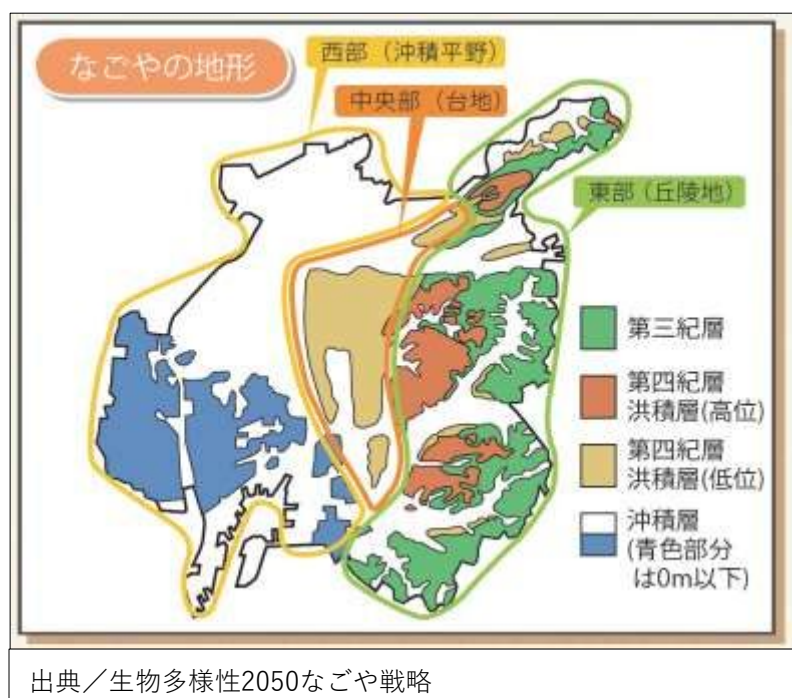 なごやの地形
西部（沖積平野）
中央部（台地）
東部（丘陵地）
第三紀層
第四紀層
洪積層(高位)
第四紀層
洪積層(低位)
沖積層
(青色部分
は0m以下)
出典／生物多様性2050なごや戦略